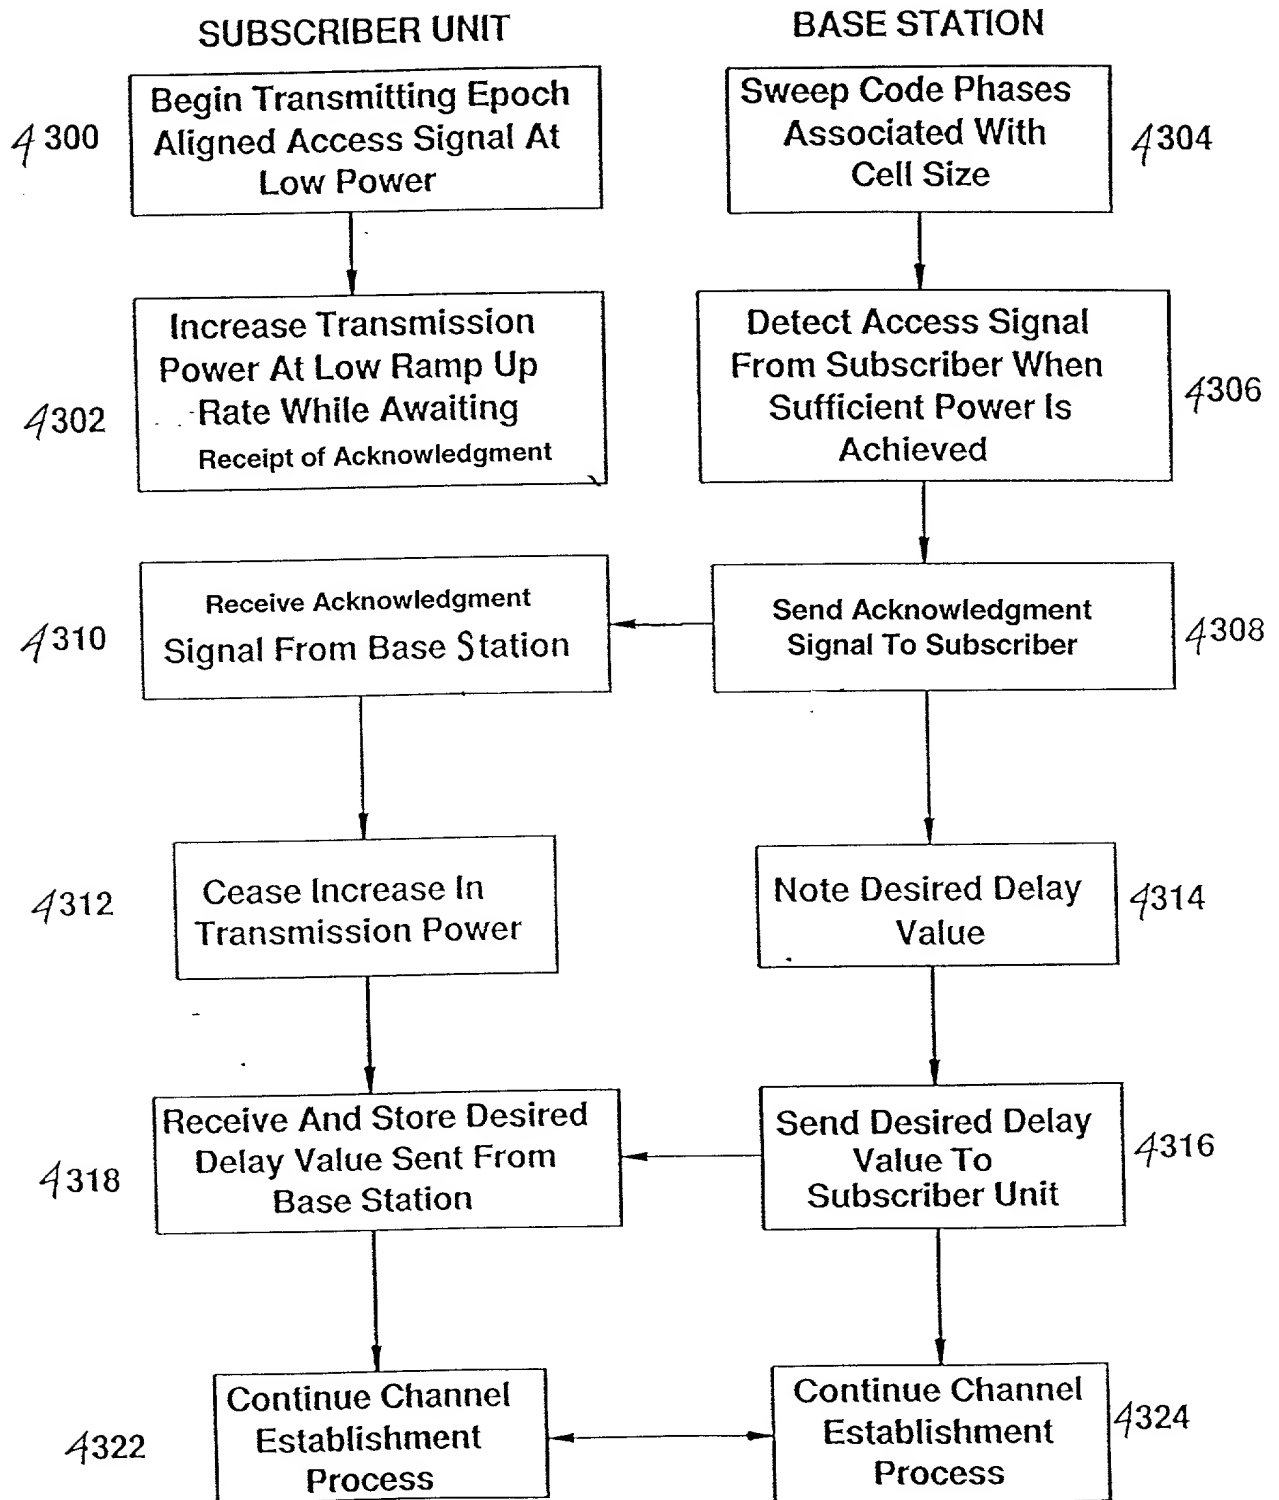 SUBSCRIBER UNIT
BASE STATION
4300
Begin Transmitting Epoch
Aligned Access Signal At
Low Power
Sweep Code Phases
Associated With
Cell Size
4304
4302
Increase Transmission
Power At Low Ramp Up
Rate While Awaiting
Receipt of Acknowledgment
Detect Access Signal
From Subscriber When
Sufficient Power Is
Achieved
4306
4310
Receive Acknowledgment
Signal From Base Station
Send Acknowledgment
Signal To Subscriber
4308
4312
Cease Increase In
Transmission Power
Note Desired Delay
Value
4314
4318
Receive And Store Desired
Delay Value Sent From
Base Station
Send Desired Delay
Value To
Subscriber Unit
4316
4322
Continue Channel
Establishment
Process
Continue Channel
Establishment
Process
4324